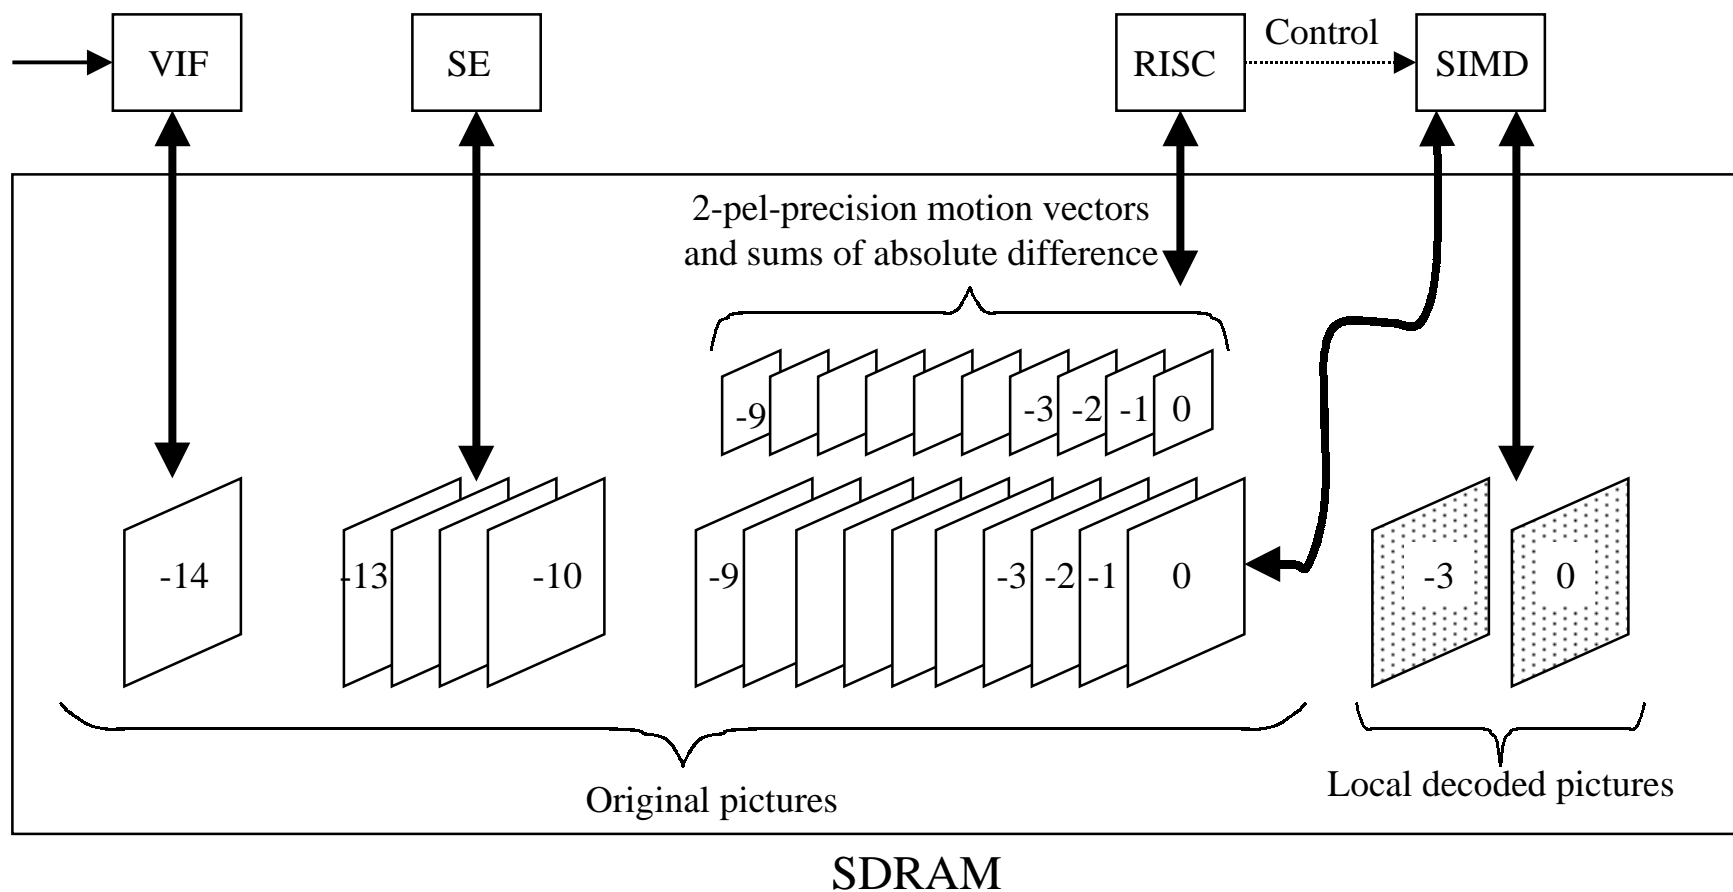 VIF
SE
RISC
Control
SIMD
2-pel-precision motion vectors
and sums of absolute difference
-9 -3 -2 -1 0
-14
-13 -10
-9 -3 -2 -1 0
-3 0
Original pictures
Local decoded pictures
SDRAM